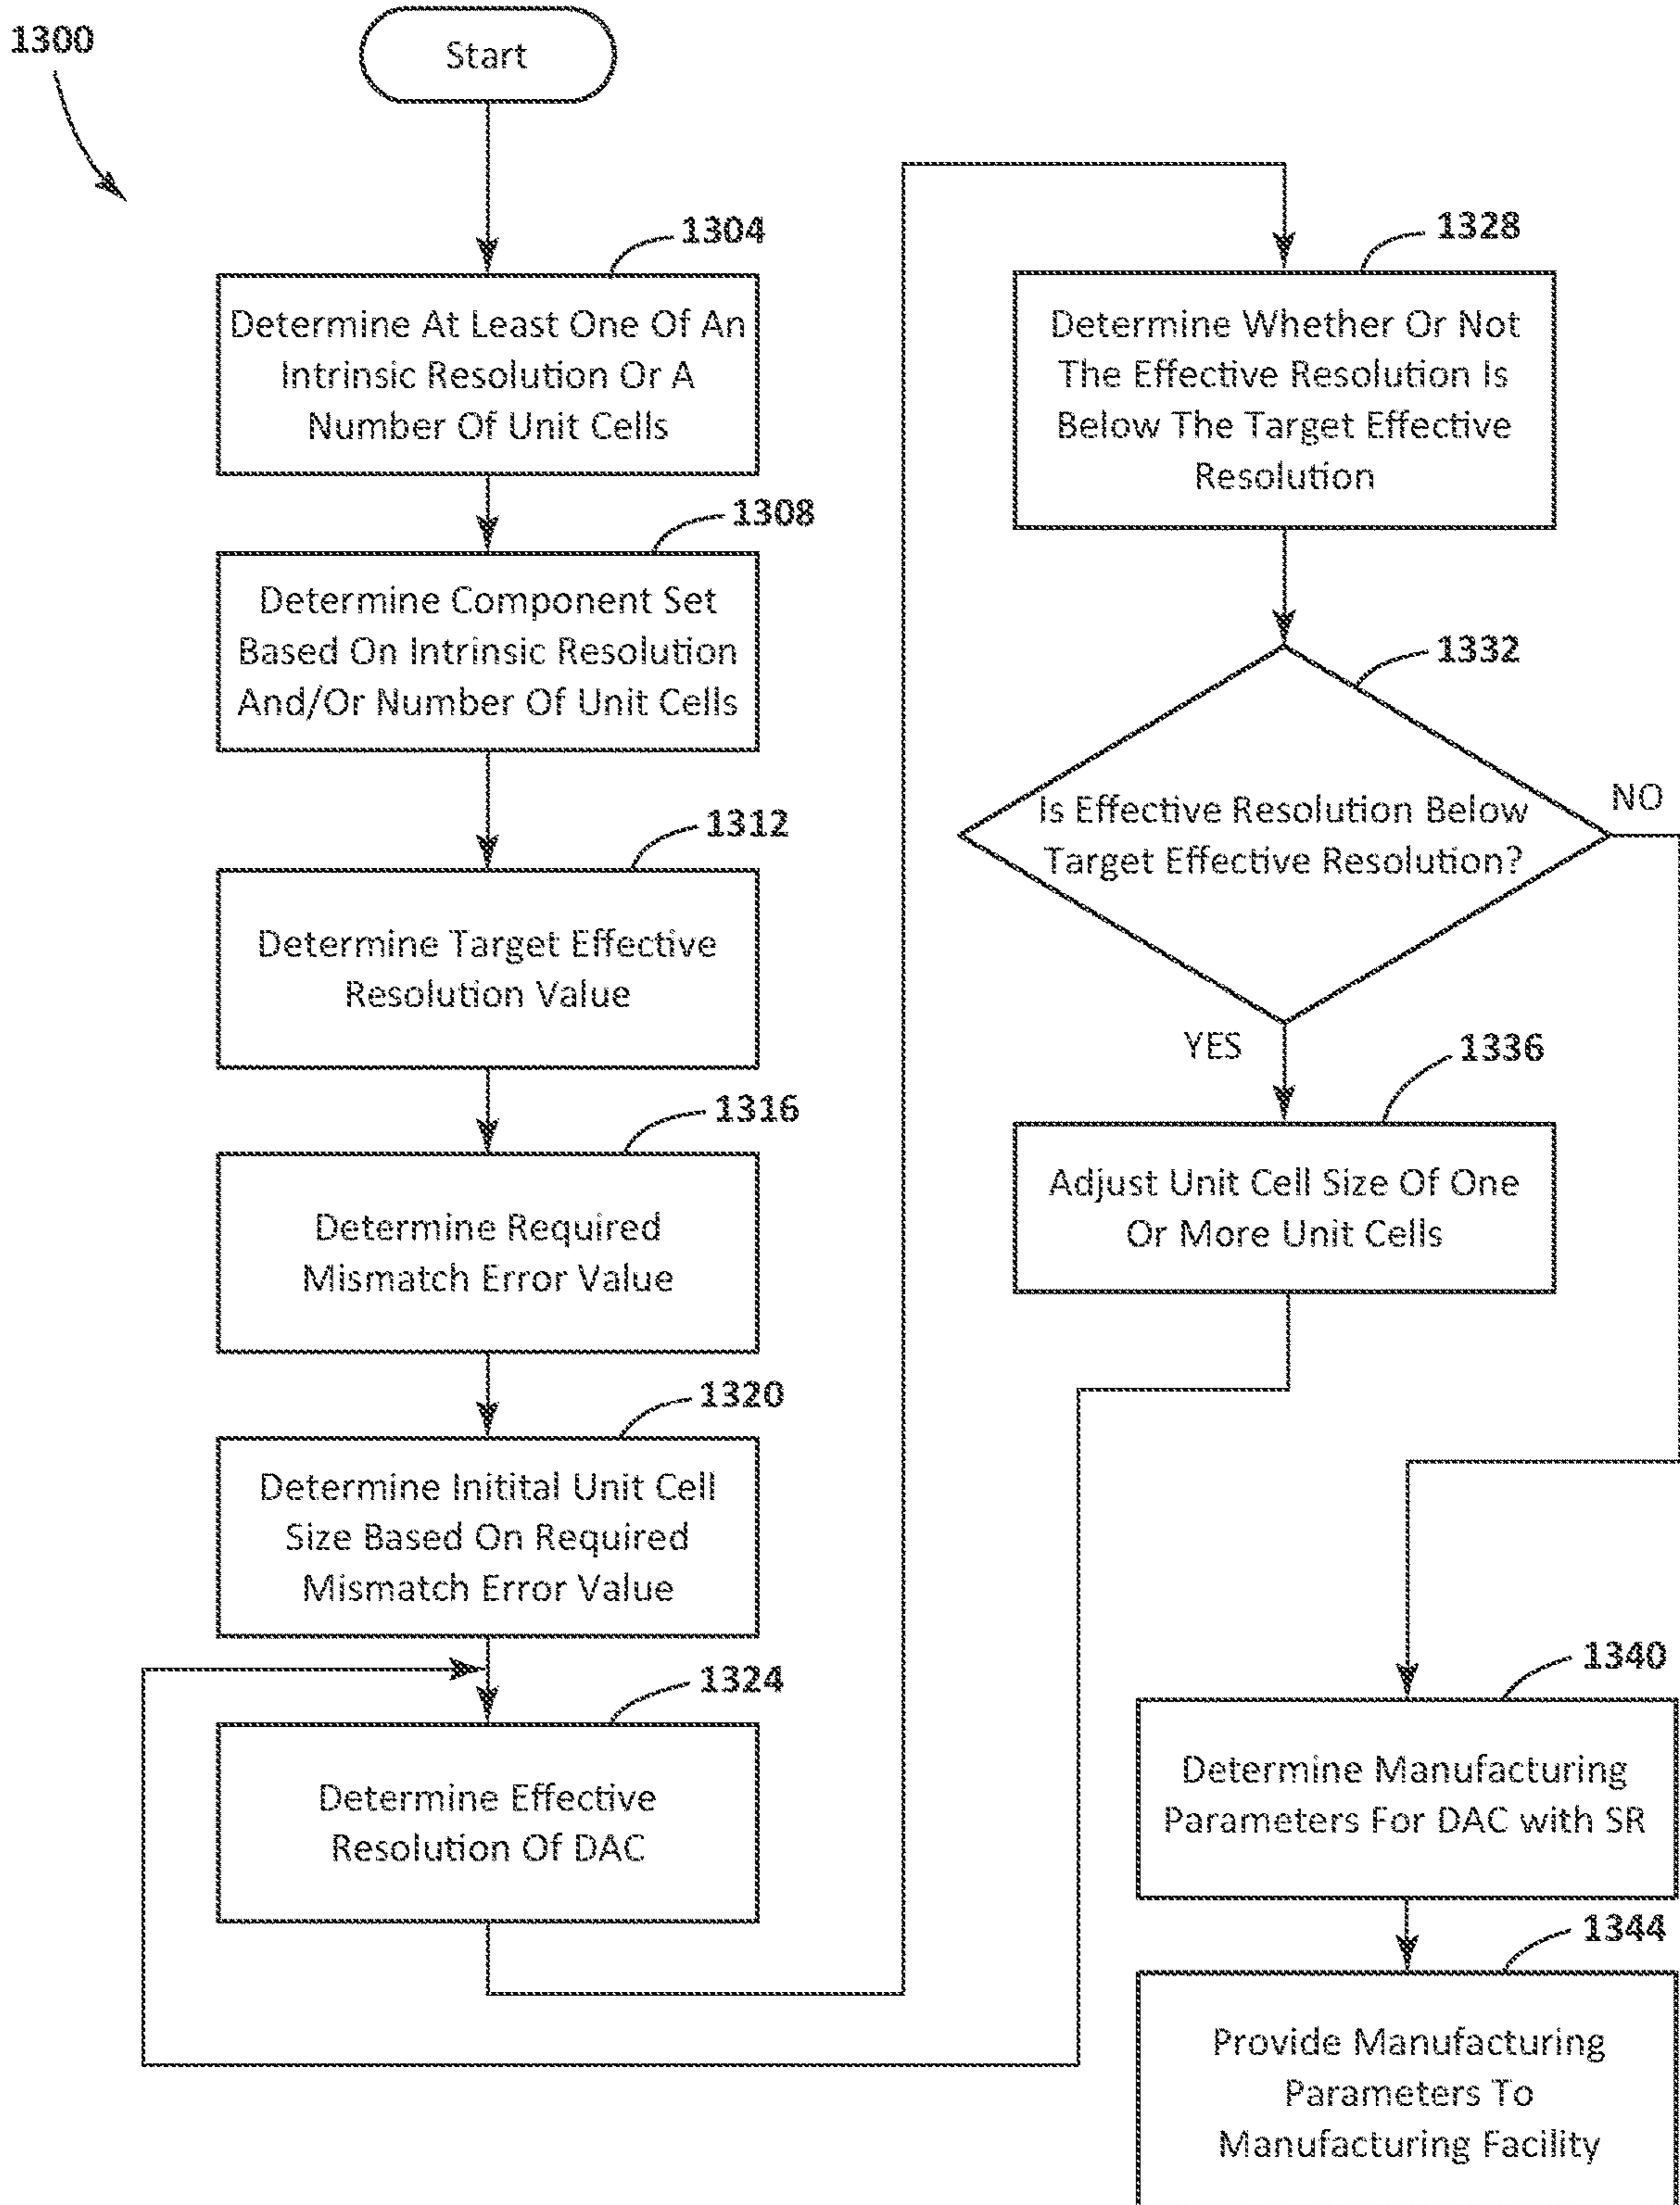 1300
Start
1304
Determine At Least One Of An
Intrinsic Resolution Or A
Number Of Unit Cells
1308
Determine Component Set
Based On Intrinsic Resolution
And/Or Number Of Unit Cells
1312
Determine Target Effective
Resolution Value
1316
Determine Required
Mismatch Error Value
1320
Determine Initital Unit Cell
Size Based On Required
Mismatch Error Value
1324
Determine Effective
Resolution Of DAC
1328
Determine Whether Or Not
The Effective Resolution Is
Below The Target Effective
Resolution
1332
Is Effective Resolution Below
Target Effective Resolution?
NO
YES
1336
Adjust Unit Cell Size Of One
Or More Unit Cells
1340
Determine Manufacturing
Parameters For DAC with SR
1344
Provide Manufacturing
Parameters To
Manufacturing Facility